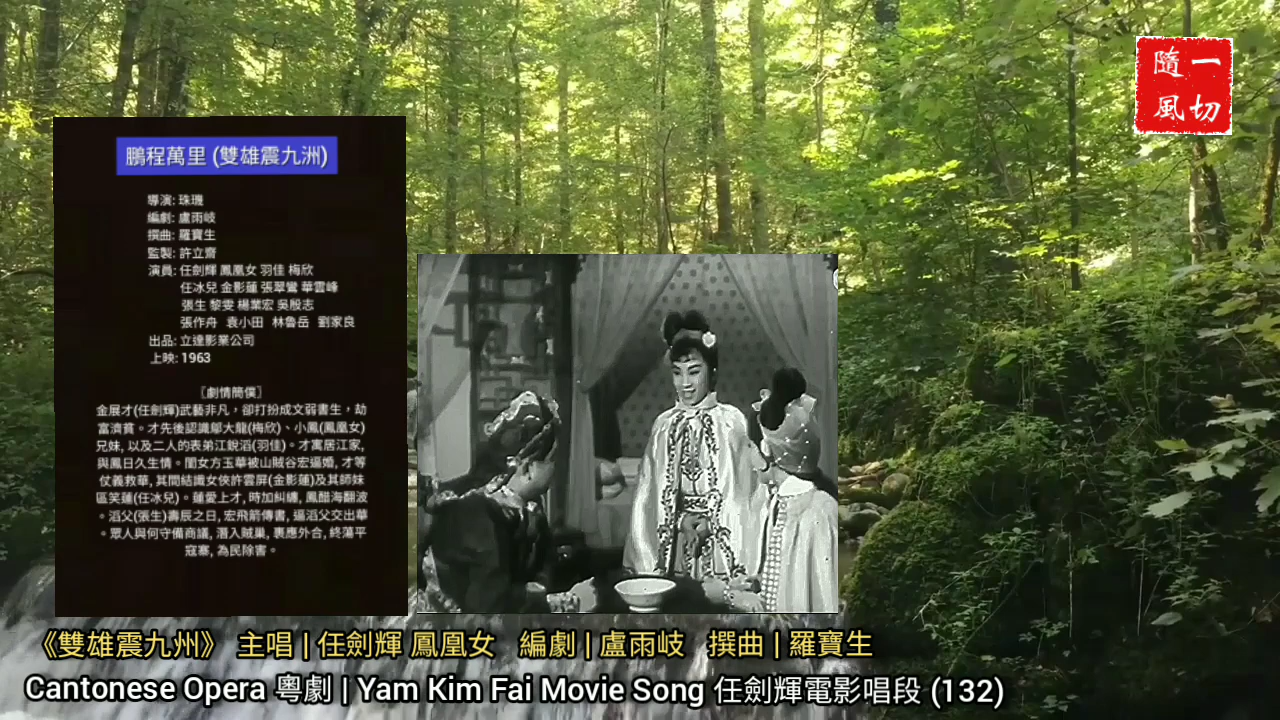 一切
隨風
鵬程萬里 (雙雄震九洲)
導演: 珠璣
編劇: 盧雨岐
撰曲: 羅寶生
監製: 許立齋
演員: 任劍輝 鳳凰女 羽佳 梅欣
任冰兒 金影蓮 張翠鸞 華雲峰
張生 黎雯 楊業宏 吳殷志
張作舟 袁小田 林魯岳 劉家良
出品: 立達影業公司
上映: 1963
〖劇情簡僕〗
金展才(任劍輝)武藝非凡，卻打扮成文弱書生，劫
富濟貧。才先後認識鄔大龍(梅欣)、小鳳(鳳凰女)
兄妹, 以及二人的表弟江銳滔(羽佳)。才寓居江家,
與鳳日久生情。閨女方玉華被山賊谷宏逼婚, 才等
仗義救華, 其間結識女俠許雲屏(金影蓮)及其師妹
區笑蓮(任冰兒)。蓮愛上才, 時加糾纏, 鳳醋海翻波
。滔父(張生)壽辰之日, 宏飛箭傳書, 逼滔父交出華
。眾人與何守備商議, 潛入賊巢, 裹應外合, 終蕩平
寇寨, 為民除害。
《雙雄震九州》 主唱 | 任劍輝 鳳凰女 編劇 | 盧雨岐 撰曲 | 羅寶生
Cantonese Opera 粵劇 | Yam Kim Fai Movie Song 任劍輝電影唱段 (132)